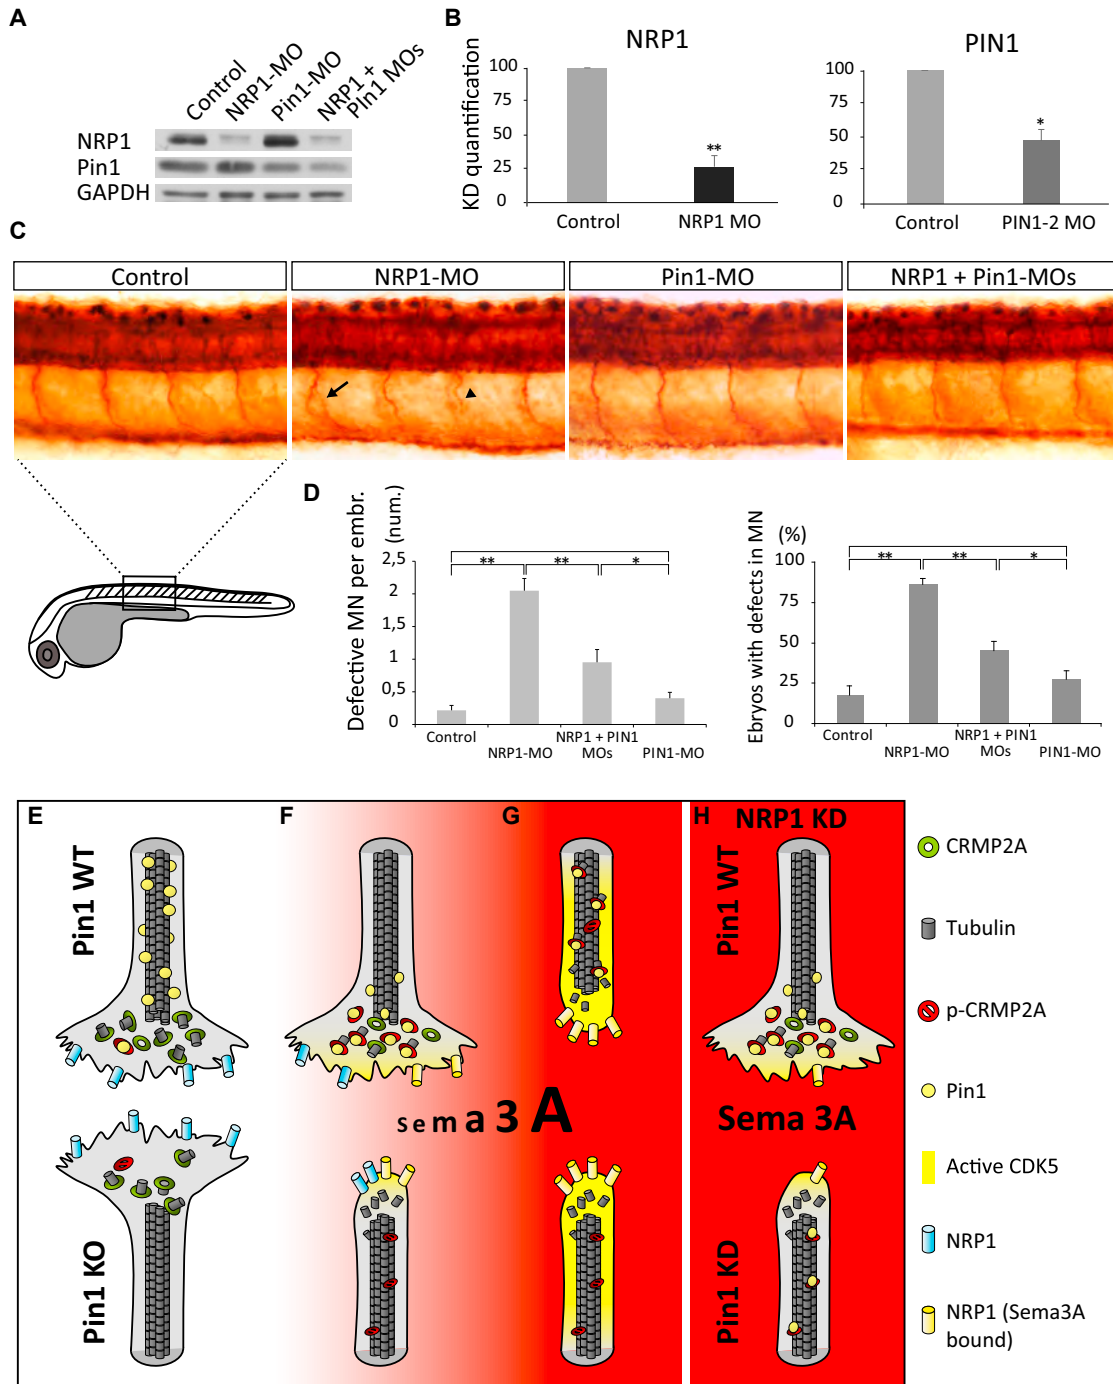 A
Control
NRP1-MO
Pin1-MO
NRP1 +
PIn1 MOs
NRP1
Pin1
GAPDH
B
NRP1
KD quantification
100
75
50
25
0
**
Control
NRP1 MO
PIN1
100
75
50
25
0
*
Control
PIN1-2 MO
C
Control
NRP1-MO
Pin1-MO
NRP1 + Pin1-MOs
D
Defective MN per embr.
(num.)
2,5
2
1
0,5
0
** ** *
Control
NRP1-MO
NRP1 + PIN1
MOs
PIN1-MO
Ebryos with defects in MN
(%)
100
75
50
25
0
** ** *
Control
NRP1-MO
NRP1 + PIN1
MOs
PIN1-MO
E
F
G
H
NRP1 KD
Pin1 WT
Pin1 WT
Sema 3A
Sema 3A
Pin1 KO
Pin1 KD
CRMP2A
Tubulin
p-CRMP2A
Pin1
Active CDK5
NRP1
NRP1 (Sema3A
bound)